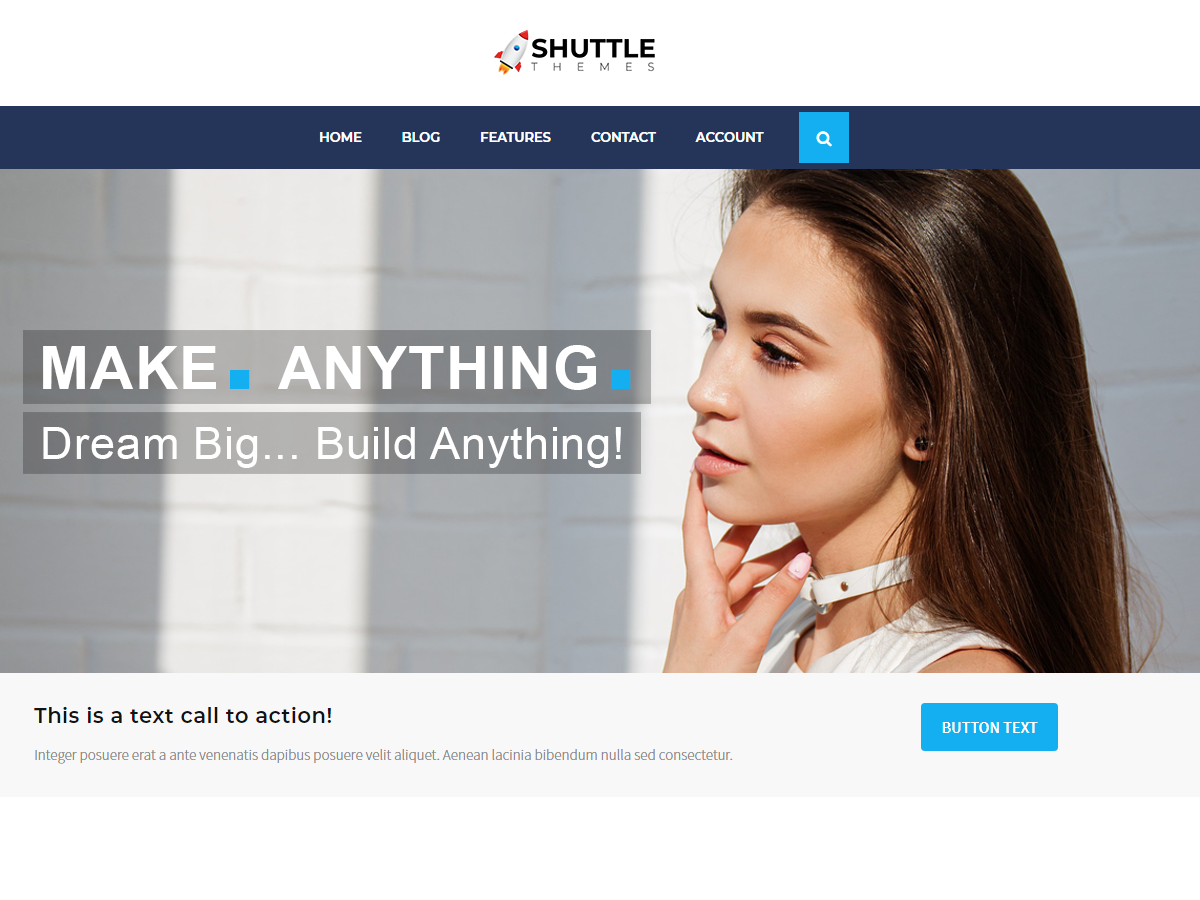 SHUTTLE
THEMES
HOME BLOG FEATURES CONTACT ACCOUNT
MAKE. ANYTHING.
Dream Big... Build Anything!
This is a text call to action!
BUTTON TEXT
Integer posuere erat a ante venenatis dapibus posuere velit aliquet. Aenean lacinia bibendum nulla sed consectetur.